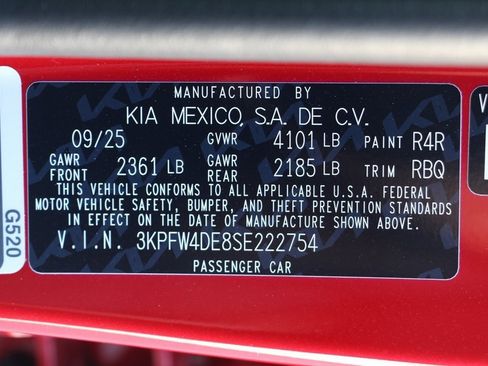 MANUFACTURED BY
KIA MEXICO, S.A. DE C.V.
09/25 GVWR 4101 LB PAINT R4R
GAWR FRONT 2361 LB GAWR REAR 2185 LB TRIM RBQ
THIS VEHICLE CONFORMS TO ALL APPLICABLE U.S.A. FEDERAL
MOTOR VEHICLE SAFETY, BUMPER, AND THEFT PREVENTION STANDARDS
IN EFFECT ON THE DATE OF MANUFACTURE SHOWN ABOVE.
V.I.N. 3KPFW4DE8SE222754
PASSENGER CAR
G520
V